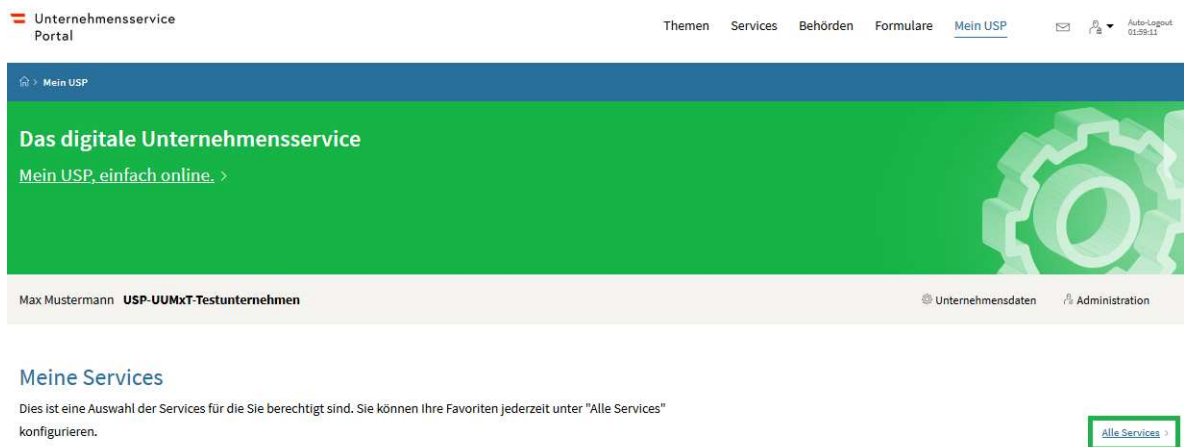 Unternehmensservice
Portal
Themen Services Behörden Formulare Mein USP
Auto-Logout
01:59:11
> Mein USP
Das digitale Unternehmensservice
Mein USP, einfach online. >
Max Mustermann USP-UUMxT-Testunternehmen
Unternehmensdaten Administration
Meine Services
Dies ist eine Auswahl der Services für die Sie berechtigt sind. Sie können Ihre Favoriten jederzeit unter "Alle Services"
konfigurieren.
Alle Services >